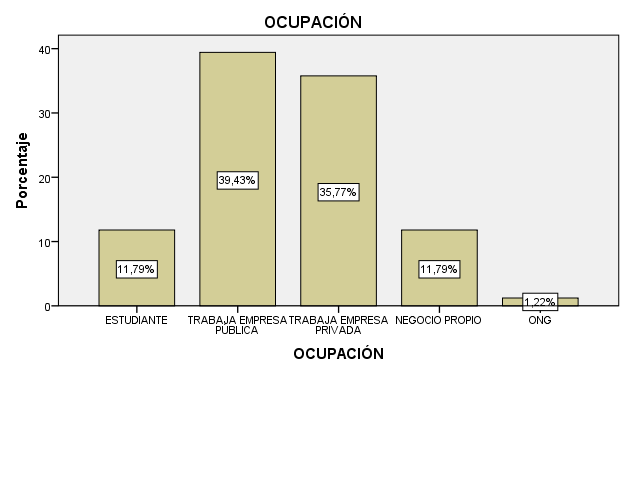 OCUPACIÓN
Porcentaje
40
30
20
10
0
11,79%
39,43%
35,77%
11,79%
1,22%
ESTUDIANTE
TRABAJA EMPRESA
PÚBLICA
TRABAJA EMPRESA
PRIVADA
NEGOCIO PROPIO
ONG
OCUPACIÓN